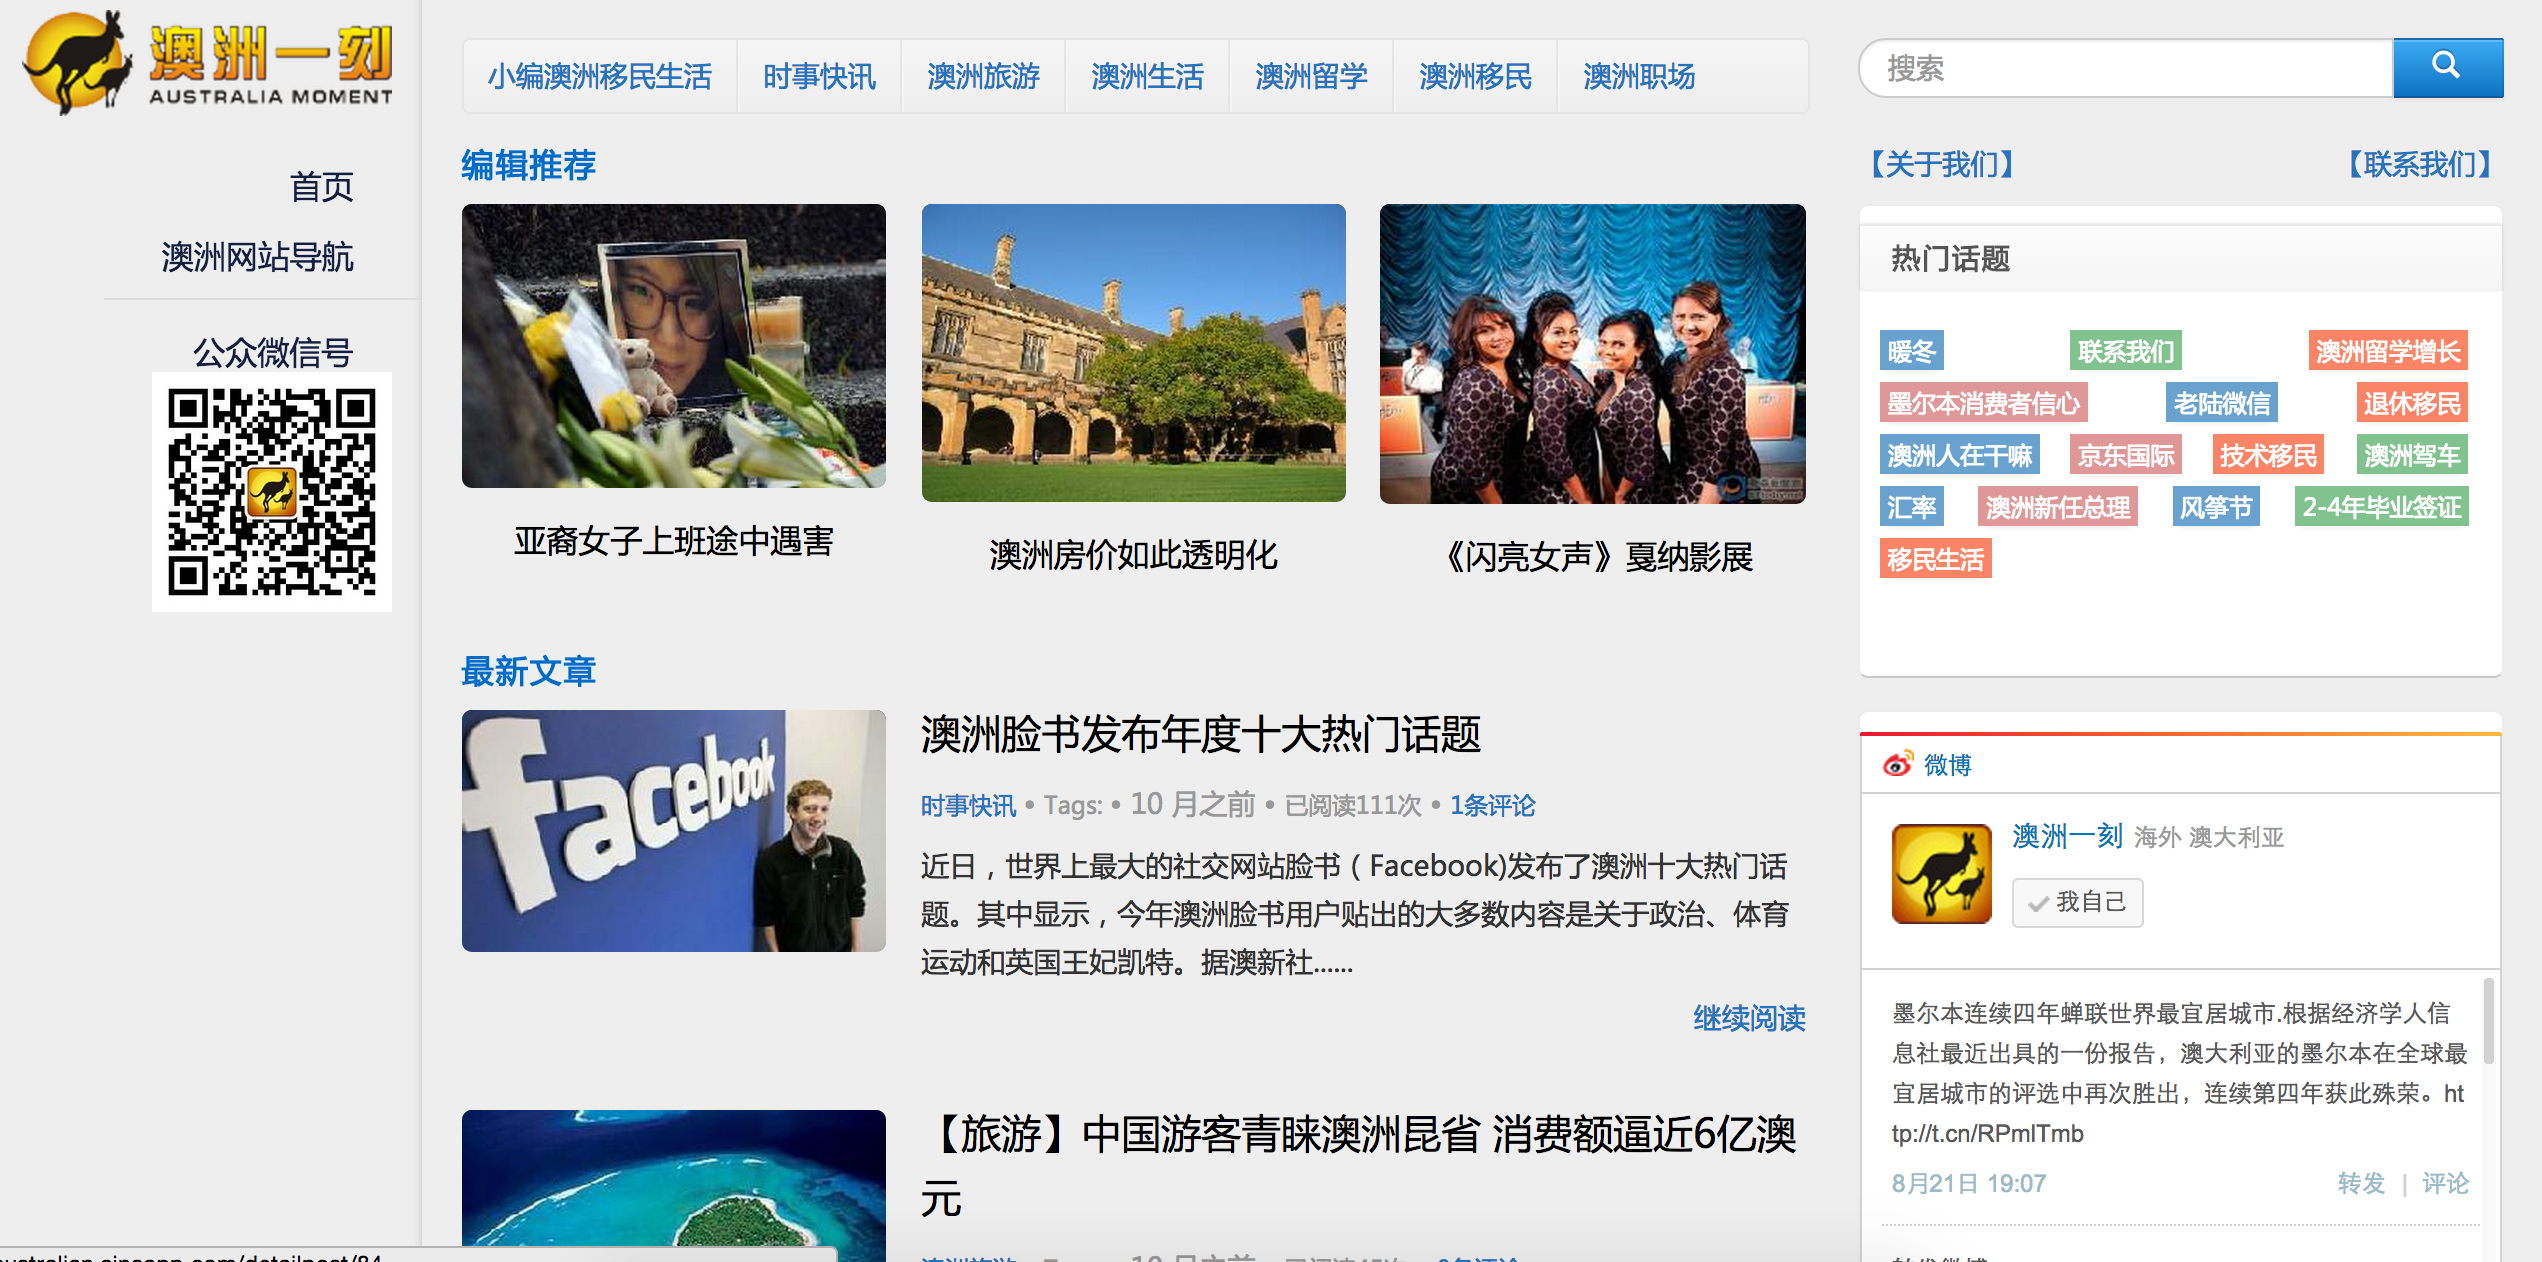 澳洲一刻
AUSTRALIA MOMENT
首页
澳洲网站导航
公众微信号
小编澳洲移民生活
时事快讯
澳洲旅游
澳洲生活
澳洲留学
澳洲移民
澳洲职场
编辑推荐
亚裔女子上班途中遇害
澳洲房价如此透明化
《闪亮女声》戛纳影展
最新文章
facebook
澳洲脸书发布年度十大热门话题
时事快讯 • Tags: • 10 月之前 • 已阅读111次 • 1条评论
近日，世界上最大的社交网站脸书（Facebook)发布了澳洲十大热门话
题。其中显示，今年澳洲脸书用户贴出的大多数内容是关于政治、体育
运动和英国王妃凯特。据澳新社......
继续阅读
【旅游】中国游客青睐澳洲昆省 消费额逼近6亿澳
元
搜索
【关于我们】
【联系我们】
热门话题
暖冬
联系我们
澳洲留学增长
墨尔本消费者信心
老陆微信
退休移民
澳洲人在干嘛
京东国际
技术移民
澳洲驾车
汇率
澳洲新任总理
风筝节
2-4年毕业签证
移民生活
微博
澳洲一刻 海外 澳大利亚
我自己
墨尔本连续四年蝉联世界最宜居城市.根据经济学人信
息社最近出具的一份报告，澳大利亚的墨尔本在全球最
宜居城市的评选中再次胜出，连续第四年获此殊荣。ht
tp://t.cn/RPmITmb
8月21日 19:07
转发 | 评论